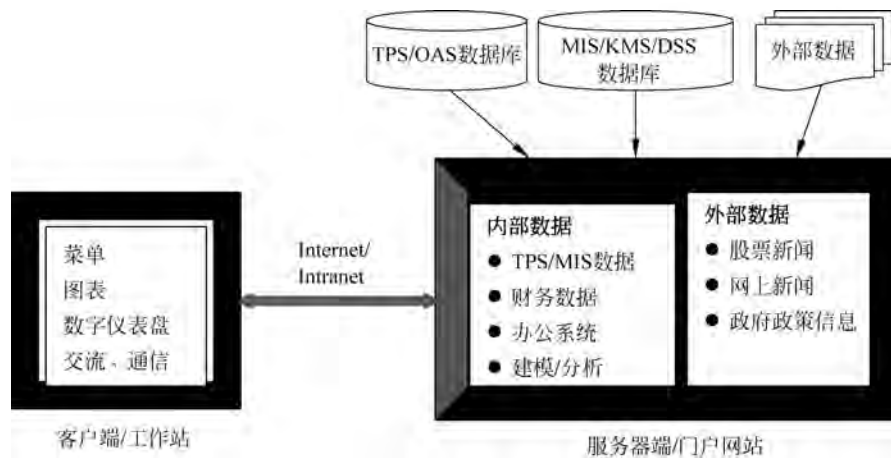 TPS/OAS数据库
MIS/KMS/DSS
数据库
外部数据
菜单
图表
数字仪表盘
交流、通信
Internet/
Intranet
内部数据
● TPS/MIS数据
● 财务数据
● 办公系统
● 建模/分析
外部数据
● 股票新闻
● 网上新闻
● 政府政策信息
客户端/工作站
服务器端/门户网站